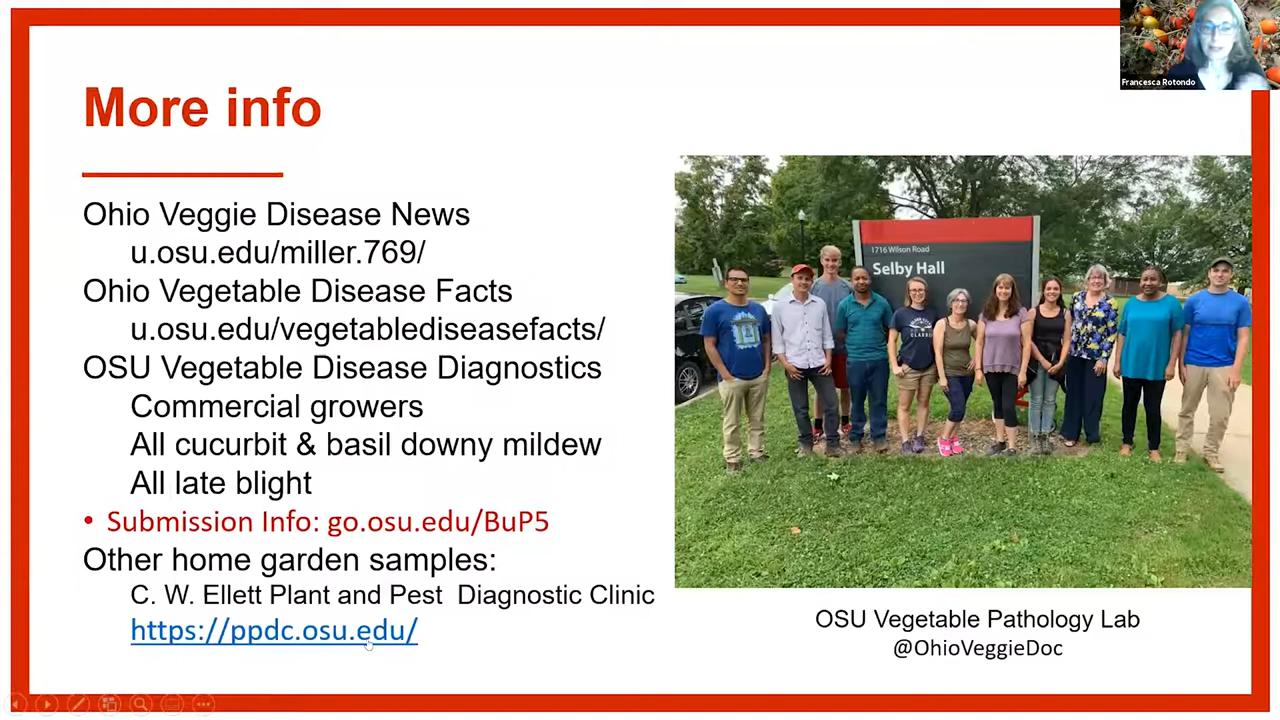 Francesca Rotondo
More info
Ohio Veggie Disease News
u.osu.edu/miller.769/
Ohio Vegetable Disease Facts
u.osu.edu/vegetablediseasefacts/
OSU Vegetable Disease Diagnostics
Commercial growers
All cucurbit & basil downy mildew
All late blight
• Submission Info: go.osu.edu/BuP5
Other home garden samples:
C. W. Ellett Plant and Pest Diagnostic Clinic
https://ppdc.osu.edu/
1716 Wilson Road
Selby Hall
OSU Vegetable Pathology Lab
@OhioVeggieDoc